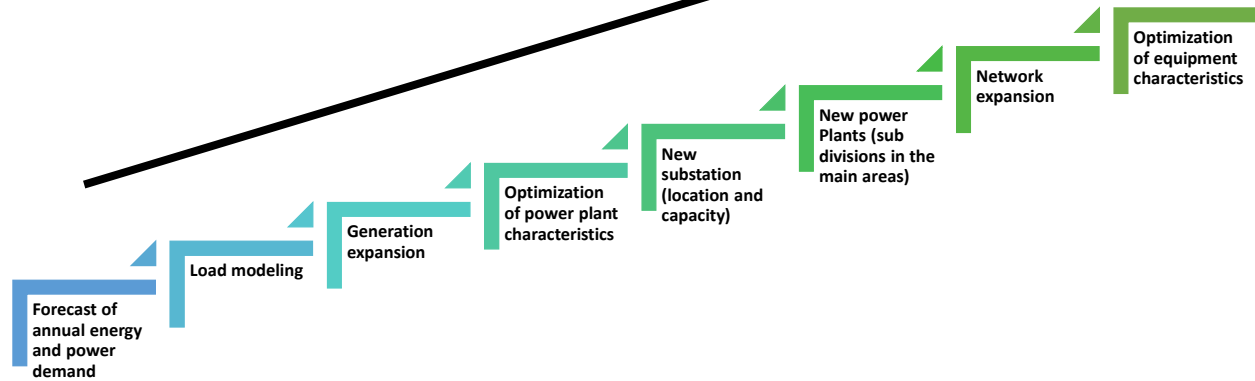 Forecast of
annual energy
and power
demand
Load modeling
Generation
expansion
Optimization
of power plant
characteristics
New
substation
(location and
capacity)
New power
Plants (sub
divisions in the
main areas)
Network
expansion
Optimization
of equipment
characteristics